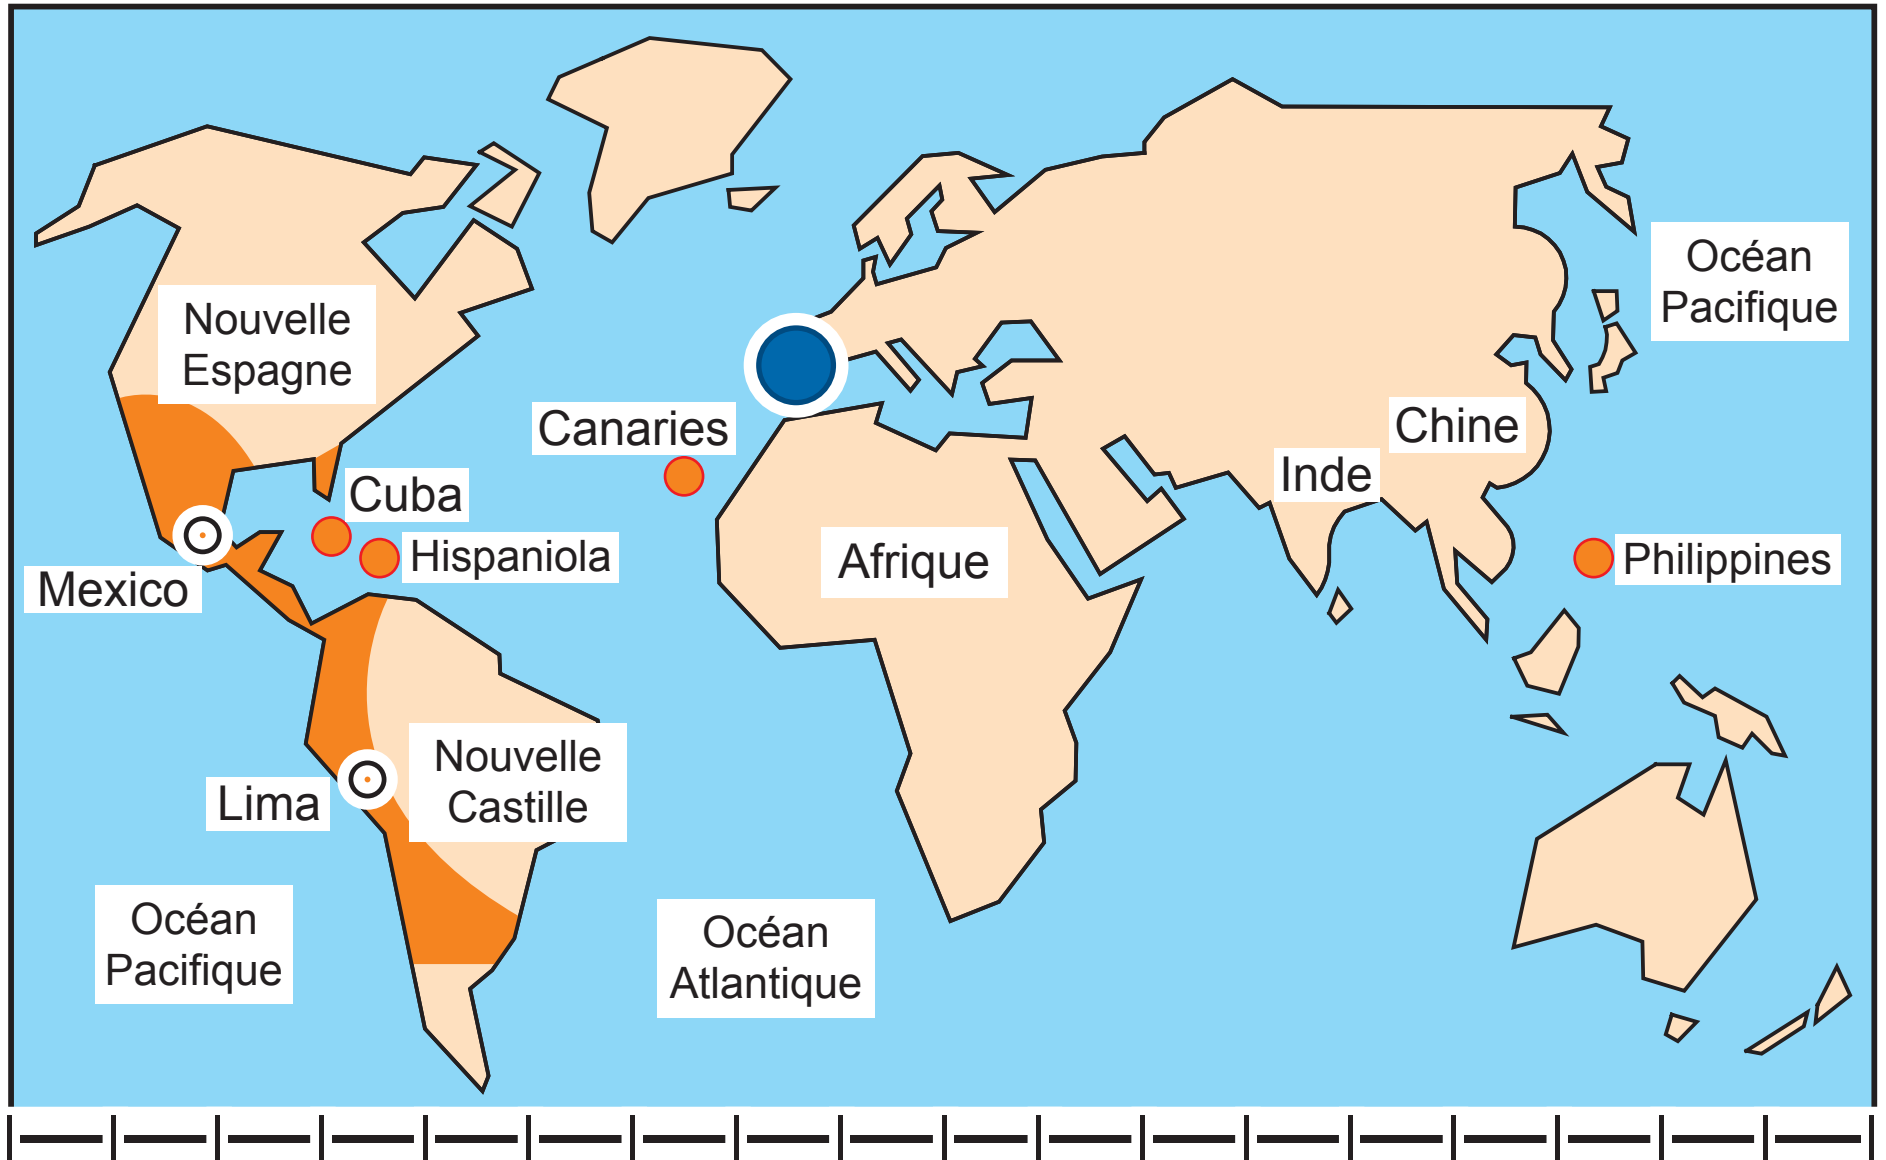 Océan
Pacifique
Nouvelle
Espagne
Canaries
Chine
Inde
Cuba
Hispaniola
Afrique
Philippines
Mexico
Nouvelle
Castille
Lima
Océan
Pacifique
Océan
Atlantique